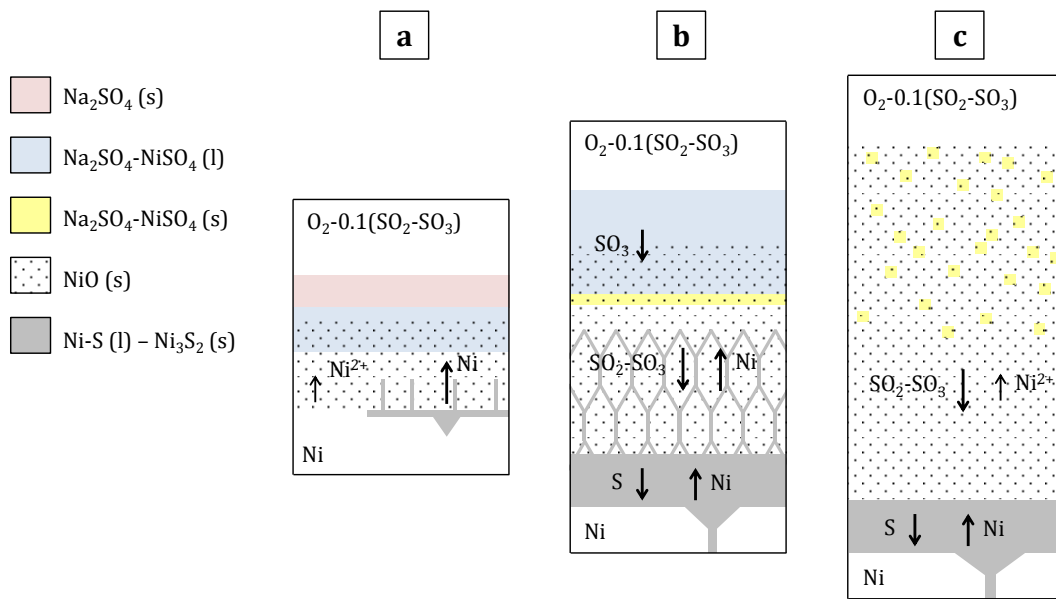 a
b
c
Na₂SO₄ (s)
Na₂SO₄-NiSO₄ (l)
Na₂SO₄-NiSO₄ (s)
NiO (s)
Ni-S (l) – Ni₃S₂ (s)
O₂-0.1(SO₂-SO₃)
Ni²⁺
Ni
Ni
O₂-0.1(SO₂-SO₃)
SO₃
SO₂-SO₃
Ni
S
Ni
Ni
O₂-0.1(SO₂-SO₃)
SO₂-SO₃
Ni²⁺
S
Ni
Ni